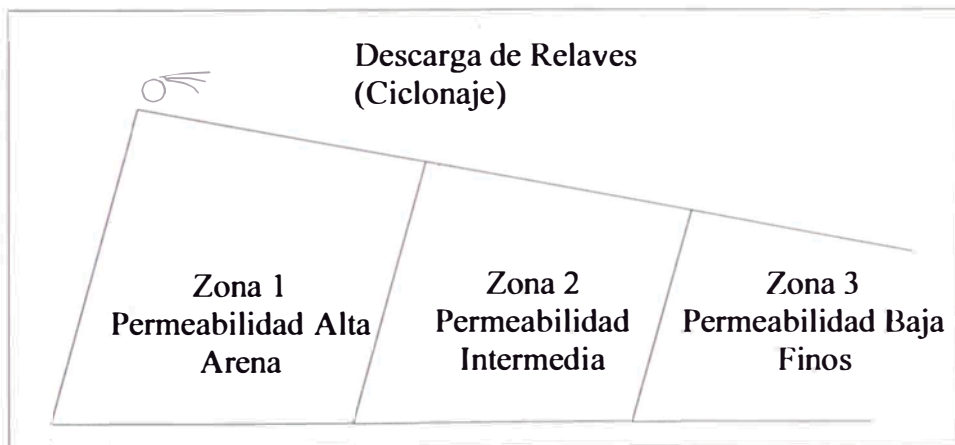 Descarga de Relaves
(Ciclonaje)
Zona 1
Permeabilidad Alta
Arena
Zona 2
Permeabilidad
Intermedia
Zona 3
Permeabilidad Baja
Finos